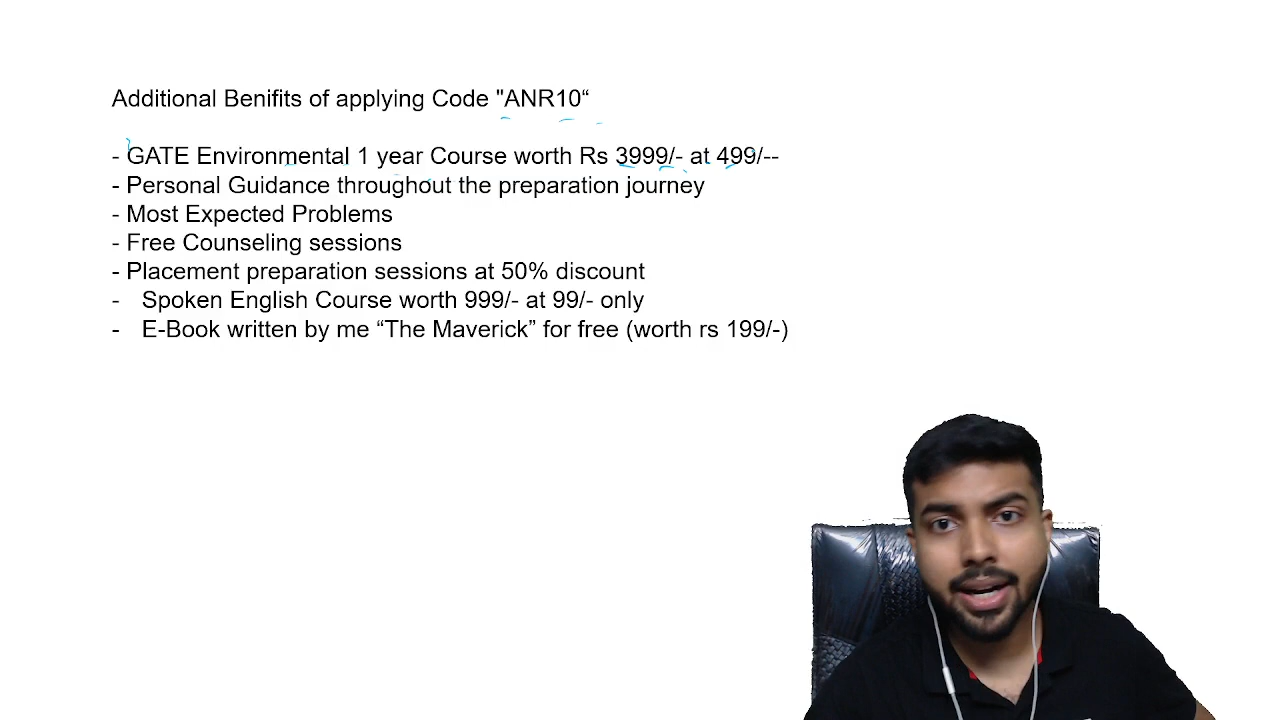 Additional Benifits of applying Code "ANR10“
- GATE Environmental 1 year Course worth Rs 3999/- at 499/--
- Personal Guidance throughout the preparation journey
- Most Expected Problems
- Free Counseling sessions
- Placement preparation sessions at 50% discount
- Spoken English Course worth 999/- at 99/- only
- E-Book written by me “The Maverick” for free (worth rs 199/-)